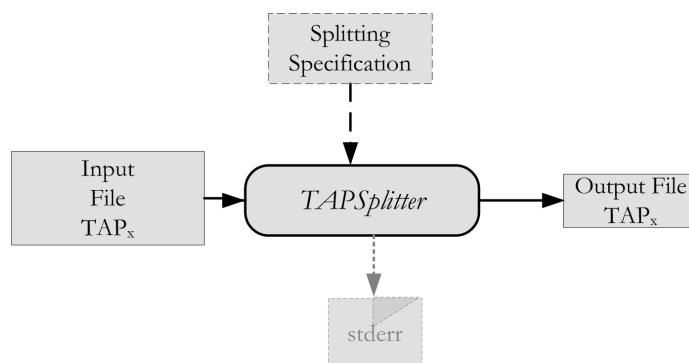 Splitting
Specification
Input
File
TAPx
TAPSplitter
Output File
TAPx
stderr